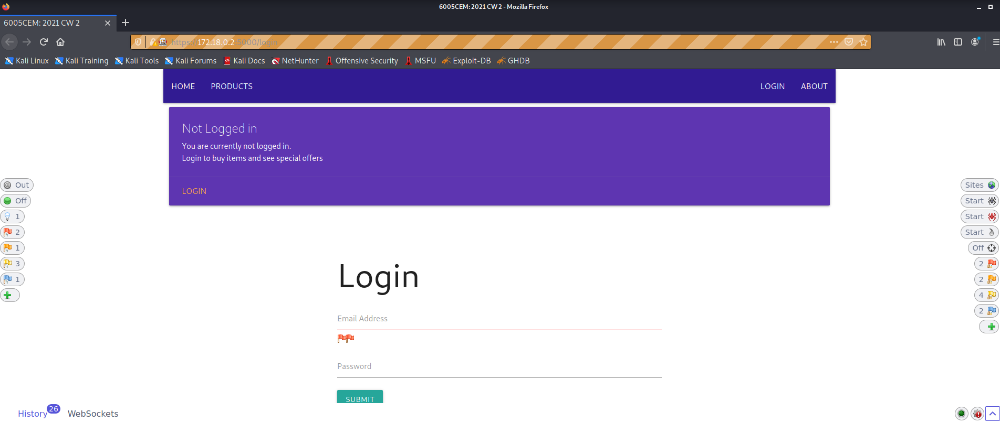 6005CEM: 2021 CW 2 - Mozilla Firefox
6005CEM: 2021 CW 2
https://172.18.0.2:5000/login
Kali Linux Kali Training Kali Tools Kali Forums Kali Docs NetHunter Offensive Security MSFU Exploit-DB GHDB
HOME PRODUCTS LOGIN ABOUT
Not Logged in
You are currently not logged in.
Login to buy items and see special offers
LOGIN
Out
Off
1
2
1
3
1
Sites
Start
Start
Start
Off
2
2
4
2
Login
Email Address
Password
SUBMIT
History 26 WebSockets